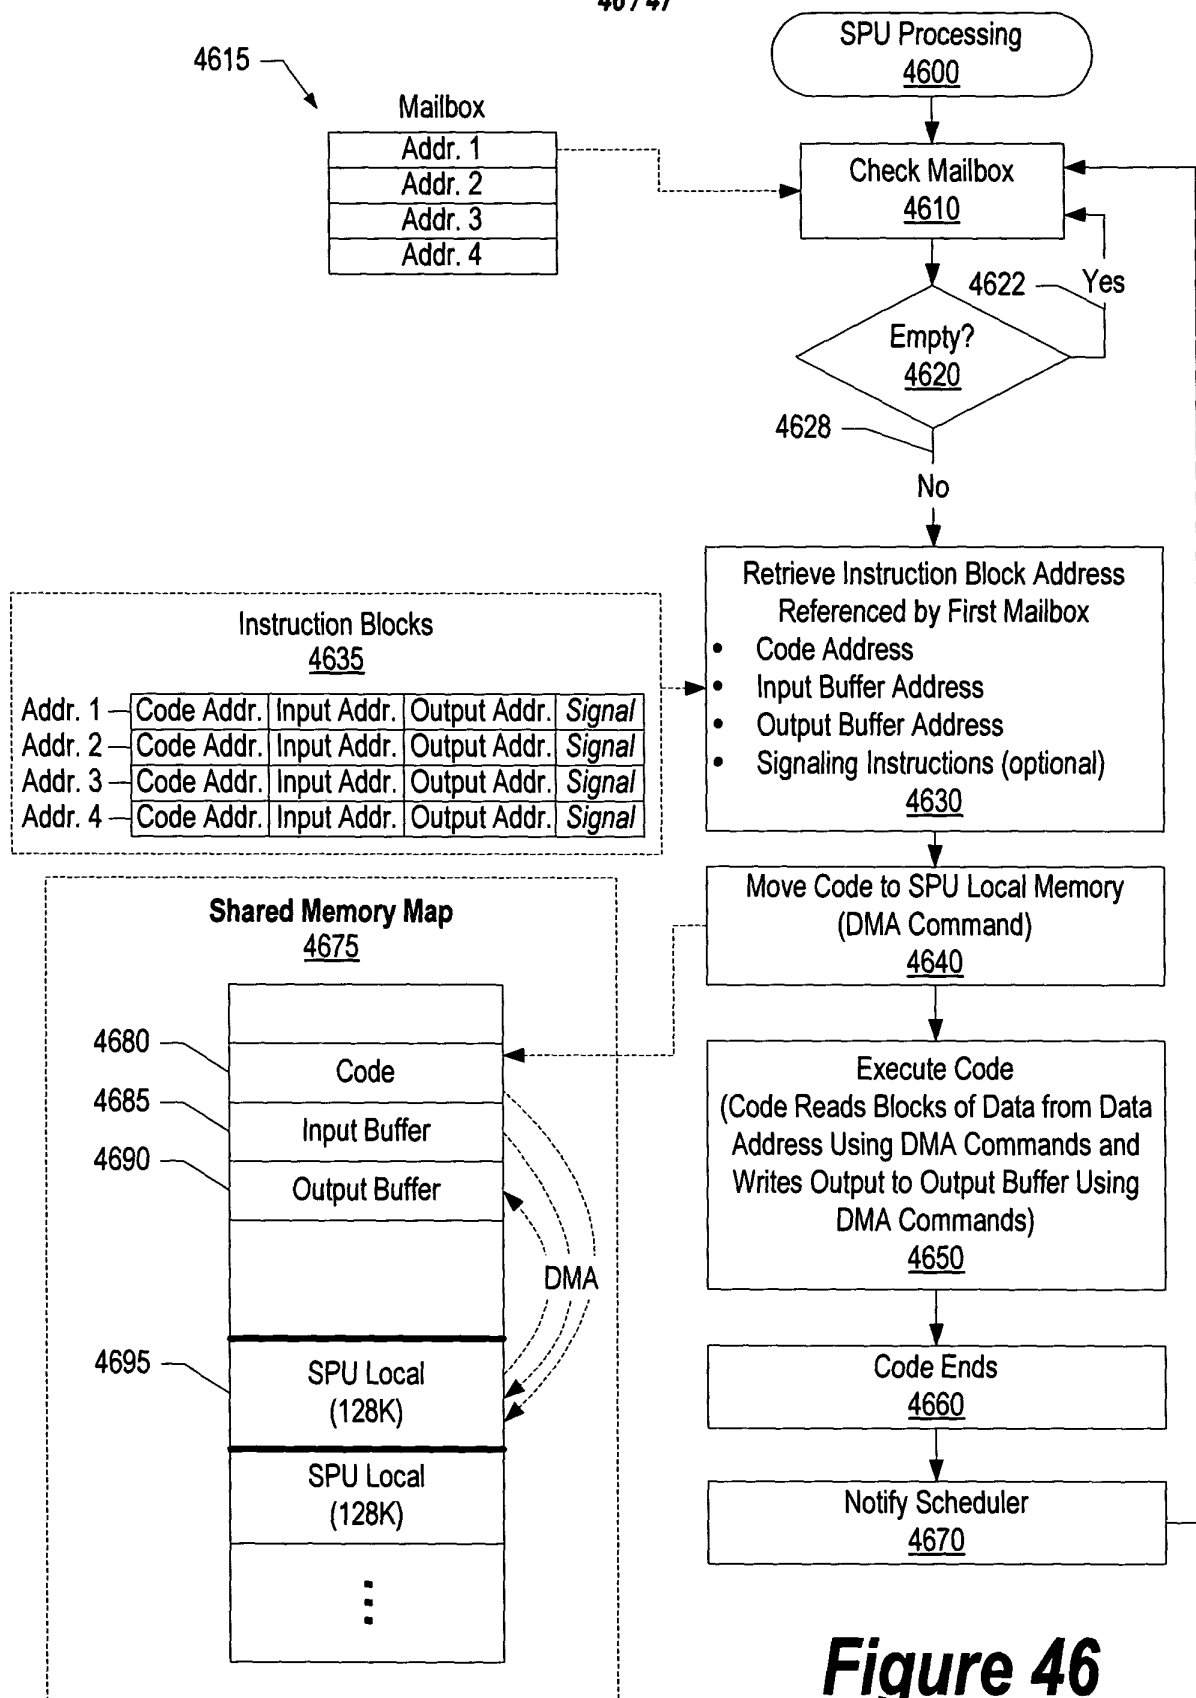 46 / 47
SPU Processing
4600
4615
Mailbox
Addr. 1
Addr. 2
Addr. 3
Addr. 4
Check Mailbox
4610
4622
Yes
Empty?
4620
4628
No
Retrieve Instruction Block Address
Referenced by First Mailbox
• Code Address
• Input Buffer Address
• Output Buffer Address
• Signaling Instructions (optional)
4630
Instruction Blocks
4635
Addr. 1 Code Addr. Input Addr. Output Addr. Signal
Addr. 2 Code Addr. Input Addr. Output Addr. Signal
Addr. 3 Code Addr. Input Addr. Output Addr. Signal
Addr. 4 Code Addr. Input Addr. Output Addr. Signal
Move Code to SPU Local Memory
(DMA Command)
4640
Shared Memory Map
4675
4680
Code
4685
Input Buffer
4690
Output Buffer
DMA
4695
SPU Local
(128K)
SPU Local
(128K)
Execute Code
(Code Reads Blocks of Data from Data
Address Using DMA Commands and
Writes Output to Output Buffer Using
DMA Commands)
4650
Code Ends
4660
Notify Scheduler
4670
Figure 46